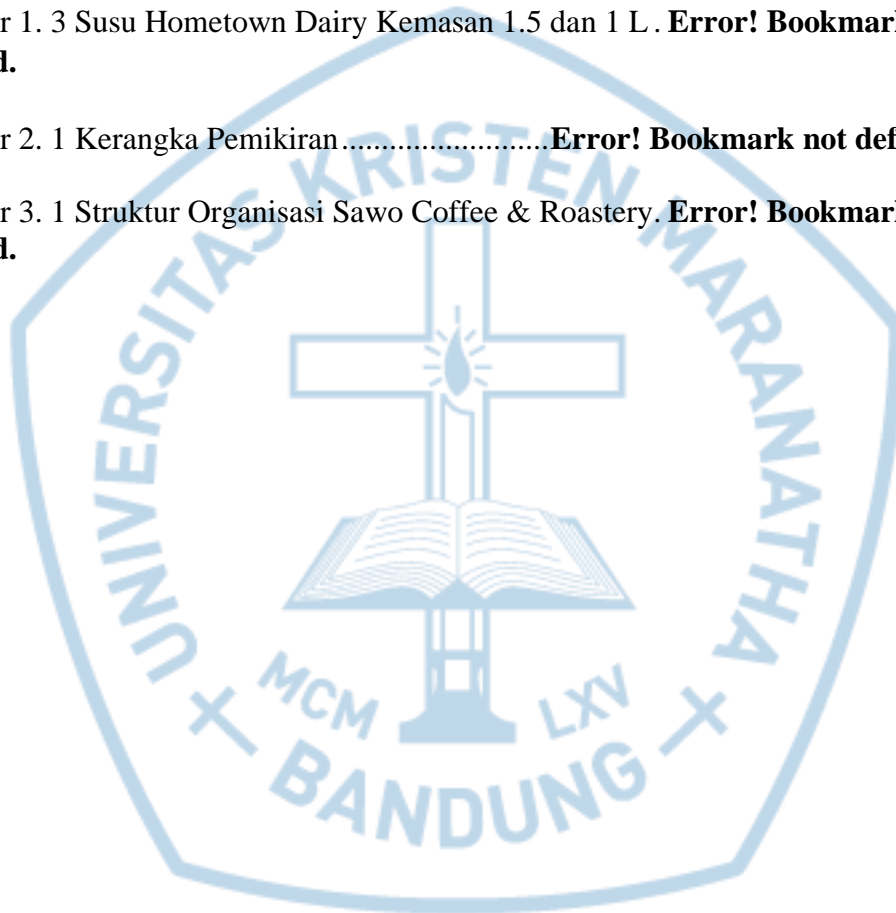 r 1. 3 Susu Hometown Dairy Kemasan 1.5 dan 1 L . Error! Bookmark
d.
r 2. 1 Kerangka Pemikiran..........................Error! Bookmark not def
r 3. 1 Struktur Organisasi Sawo Coffee & Roastery. Error! Bookmark
d.
UNIVERSITAS KRISTEN MARANATHA
MCM LXV
+ BANDUNG +